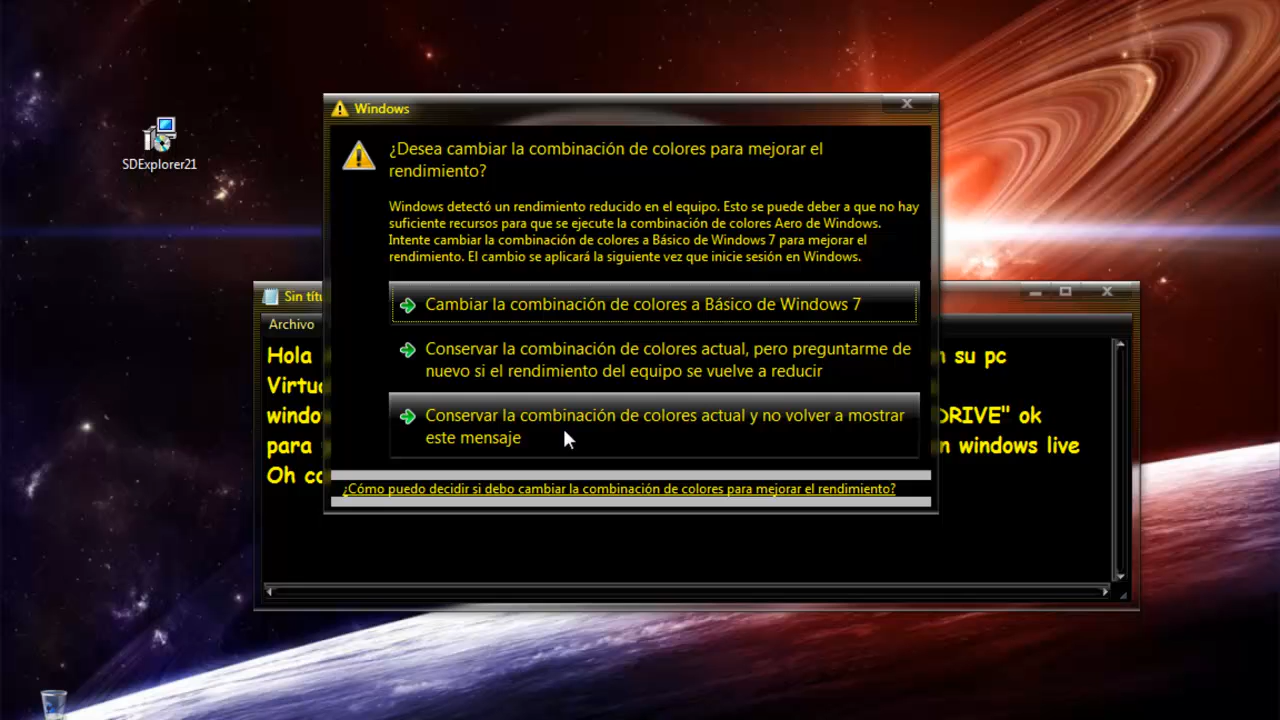 SDExplorer21
Windows
¿Desea cambiar la combinación de colores para mejorar el
rendimiento?
Windows detectó un rendimiento reducido en el equipo. Esto se puede deber a que no hay
suficiente recursos para que se ejecute la combinación de colores Aero de Windows.
Intente cambiar la combinación de colores a Básico de Windows 7 para mejorar el
rendimiento. El cambio se aplicará la siguiente vez que inicie sesión en Windows.
Cambiar la combinación de colores a Básico de Windows 7
Conservar la combinación de colores actual, pero preguntarme de
nuevo si el rendimiento del equipo se vuelve a reducir
Conservar la combinación de colores actual y no volver a mostrar
este mensaje
¿Cómo puedo decidir si debo cambiar la combinación de colores para mejorar el rendimiento?
Sin
Archivo
Hola su pc
DRIVE" ok
para windows live
Oh